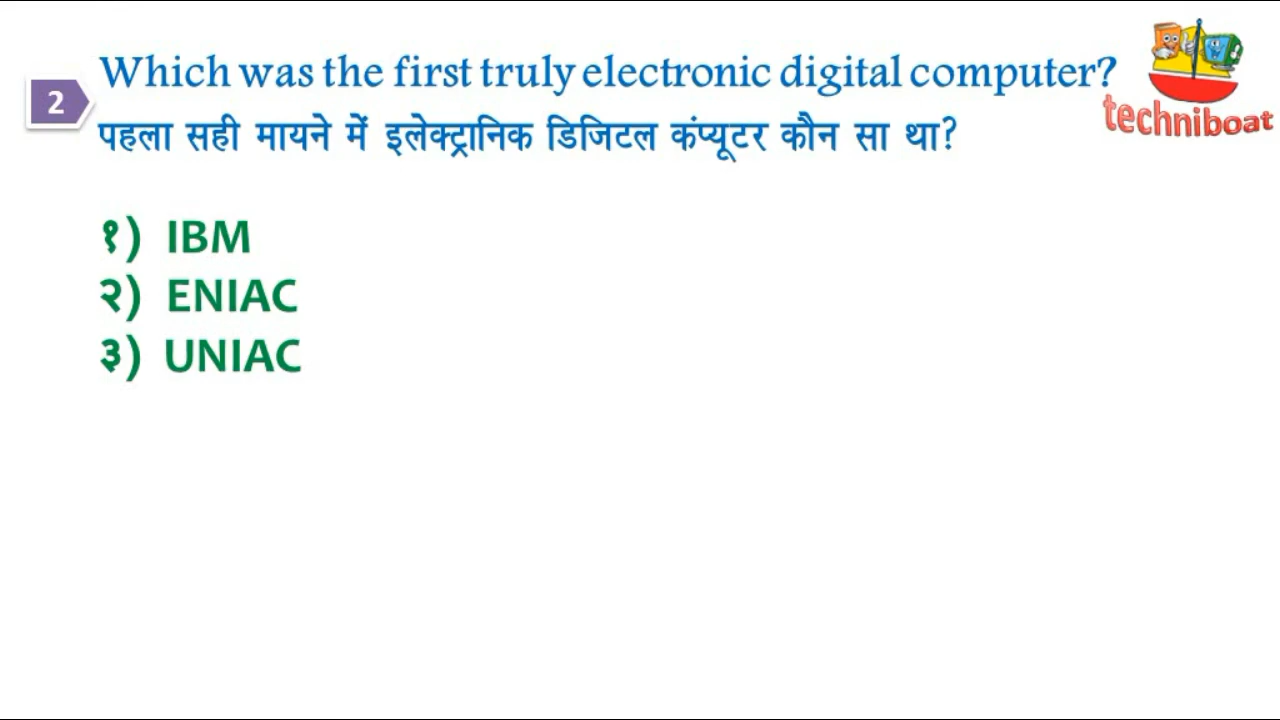 Which was the first truly electronic digital computer?
2
पहला सही मायने में इलेक्ट्रानिक डिजिटल कंप्यूटर कौन सा था?
techniboat
१) IBM
२) ENIAC
३) UNIAC